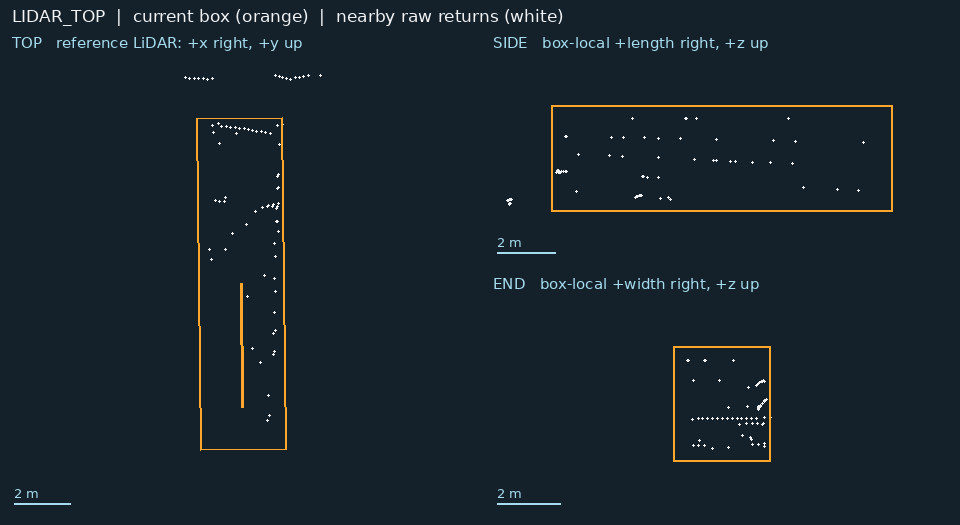 LIDAR_TOP | current box (orange) | nearby raw returns (white)
TOP reference LiDAR: +x right, +y up
SIDE box-local +length right, +z up
2 m
END box-local +width right, +z up
2 m
2 m